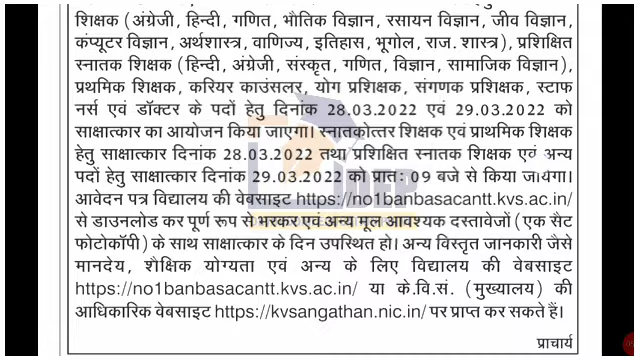 शिक्षक (अंग्रेजी, हिन्दी, गणित, भौतिक विज्ञान, रसायन विज्ञान, जीव विज्ञान,
कंप्यूटर विज्ञान, अर्थशास्त्र, वाणिज्य, इतिहास, भूगोल, राज. शास्त्र), प्रशिक्षित
स्नातक शिक्षक (हिन्दी, अंग्रेजी, संस्कृत, गणित, विज्ञान, सामाजिक विज्ञान),
प्राथमिक शिक्षक, करियर काउंसलर, योग प्रशिक्षक, संगणक प्रशिक्षक, स्टाफ
नर्स एवं डॉक्टर के पदों हेतु दिनांक 28.03.2022 एवं 29.03.2022 को
साक्षात्कार का आयोजन किया जाएगा। स्नातकोत्तर शिक्षक एवं प्राथमिक शिक्षक
हेतु साक्षात्कार दिनांक 28.03.2022 तथा प्रशिक्षित स्नातक शिक्षक एवं अन्य
पदों हेतु साक्षात्कार दिनांक 29.03.2022 को प्रातः 09 बजे से किया जायेगा।
आवेदन पत्र विद्यालय की वेबसाइट https://no1banbasacantt.kvs.ac.in/
से डाउनलोड कर पूर्ण रूप से भरकर एवं अन्य मूल आवश्यक दस्तावेजों (एक सैट
फोटोकॉपी) के साथ साक्षात्कार के दिन उपस्थित हो। अन्य विस्तृत जानकारी जैसे
मानदेय, शैक्षिक योग्यता एवं अन्य के लिए विद्यालय की वेबसाइट
https://no1banbasacantt.kvs.ac.in/ या के.वि.सं. (मुख्यालय) की
आधिकारिक वेबसाइट https://kvsangathan.nic.in/ पर प्राप्त कर सकते हैं।
प्राचार्य